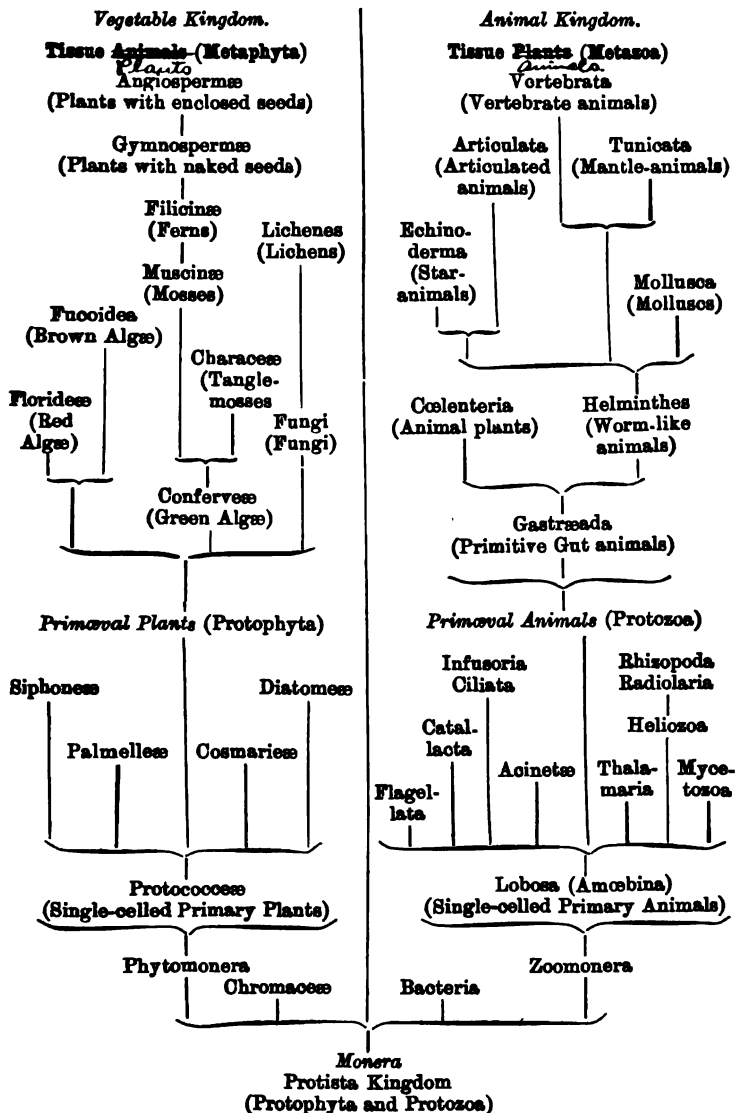 Vegetable Kingdom.
Tissue Animals (Metaphyta)
Plants
Angiospermæ
(Plants with enclosed seeds)
Gymnospermæ
(Plants with naked seeds)
Filicinæ
(Ferns)
Lichenes
(Lichens)
Muscinæ
(Mosses)
Fucoidea
(Brown Algæ)
Characeæ
(Tangle-
mosses
Florideæ
(Red
Algæ)
Fungi
(Fungi)
Conferveæ
(Green Algæ)
Primæval Plants (Protophyta)
Siphoneæ
Diatomeæ
Palmelleæ
Cosmarieæ
Protococceæ
(Single-celled Primary Plants)
Phytomonera
Chromaceæ
Animal Kingdom.
Tissue Plants (Metazoa)
animals
Vertebrata
(Vertebrate animals)
Articulata
(Articulated
animals)
Tunicata
(Mantle-animals)
Echino-
derma
(Star-
animals)
Mollusca
(Molluscs)
Cœlenteria
(Animal plants)
Helminthes
(Worm-like
animals)
Gastræada
(Primitive Gut animals)
Primæval Animals (Protozoa)
Infusoria
Ciliata
Rhizopoda
Radiolaria
Catal-
lacta
Heliozoa
Acinetæ
Thala-
maria
Myce-
tozoa
Flagel-
lata
Lobosa (Amœbina)
(Single-celled Primary Animals)
Zoomonera
Bacteria
Monera
Protista Kingdom
(Protophyta and Protozoa)